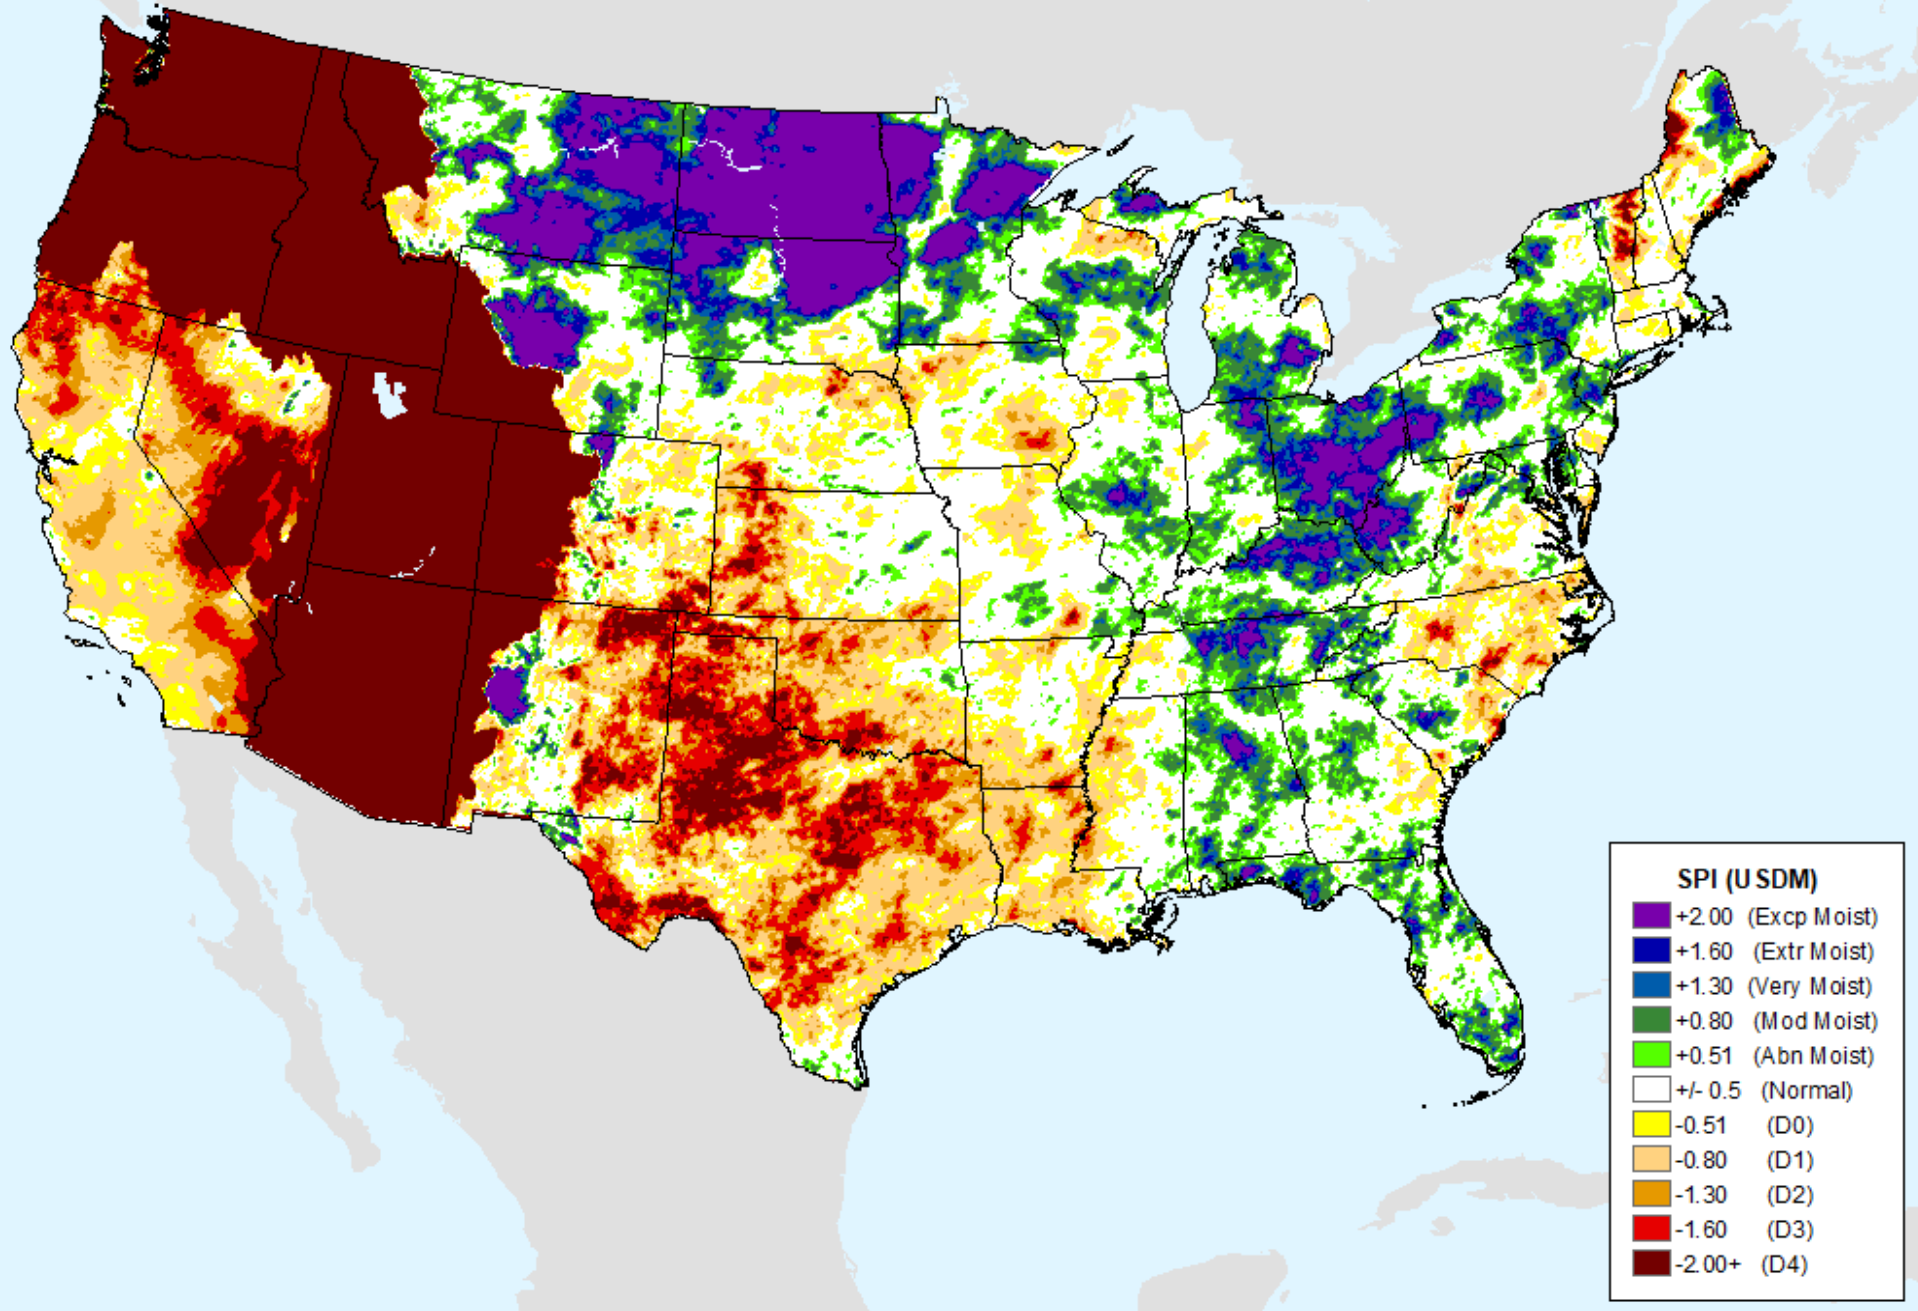 SPI (USDM)
+2.00 (Excp Moist)
+1.60 (Extr Moist)
+1.30 (Very Moist)
+0.80 (Mod Moist)
+0.51 (Abn Moist)
+/- 0.5 (Normal)
-0.51 (D0)
-0.80 (D1)
-1.30 (D2)
-1.60 (D3)
-2.00+ (D4)